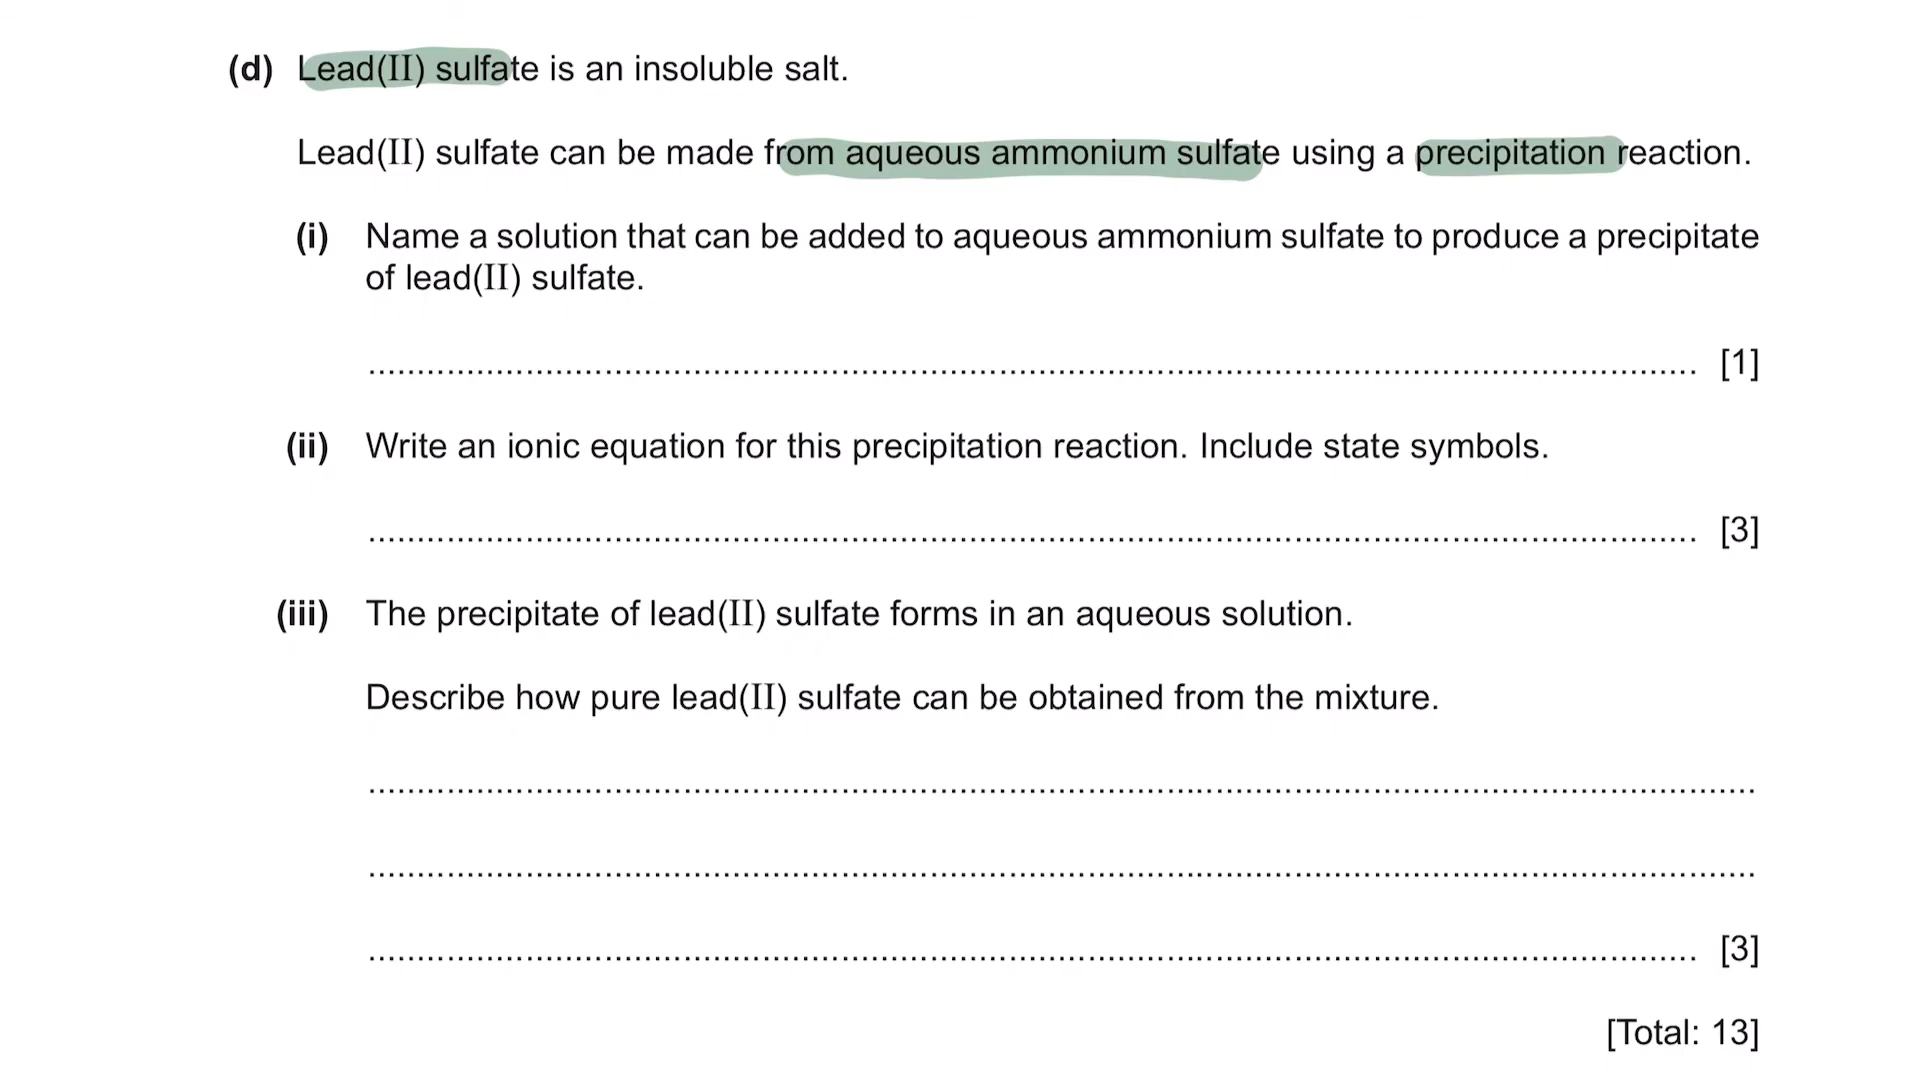 (d) Lead(II) sulfate is an insoluble salt.
Lead(II) sulfate can be made from aqueous ammonium sulfate using a precipitation reaction.
(i) Name a solution that can be added to aqueous ammonium sulfate to produce a precipitate
of lead(II) sulfate.
.......................................................................................................................................... [1]
(ii) Write an ionic equation for this precipitation reaction. Include state symbols.
.......................................................................................................................................... [3]
(iii) The precipitate of lead(II) sulfate forms in an aqueous solution.
Describe how pure lead(II) sulfate can be obtained from the mixture.
................................................................................................................................................
................................................................................................................................................
.......................................................................................................................................... [3]
[Total: 13]